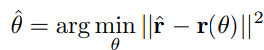 θ̂ = arg min_θ ||r̂ − r(θ)||²